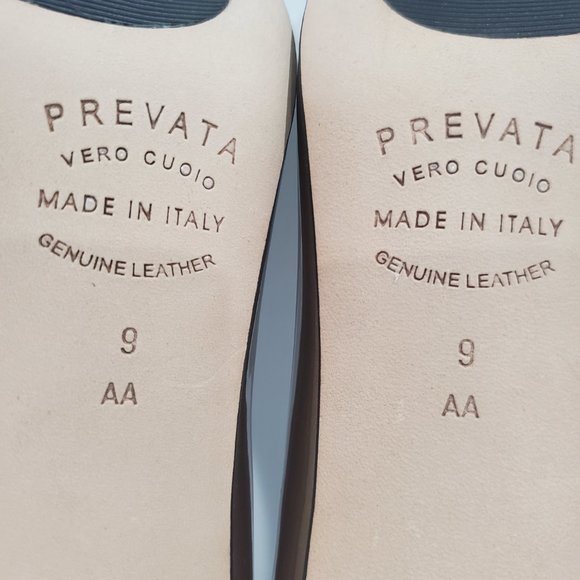 PREVATA
VERO CUOIO
MADE IN ITALY
GENUINE LEATHER
9
AA
PREVATA
VERO CUOIO
MADE IN ITALY
GENUINE LEATHER
9
AA